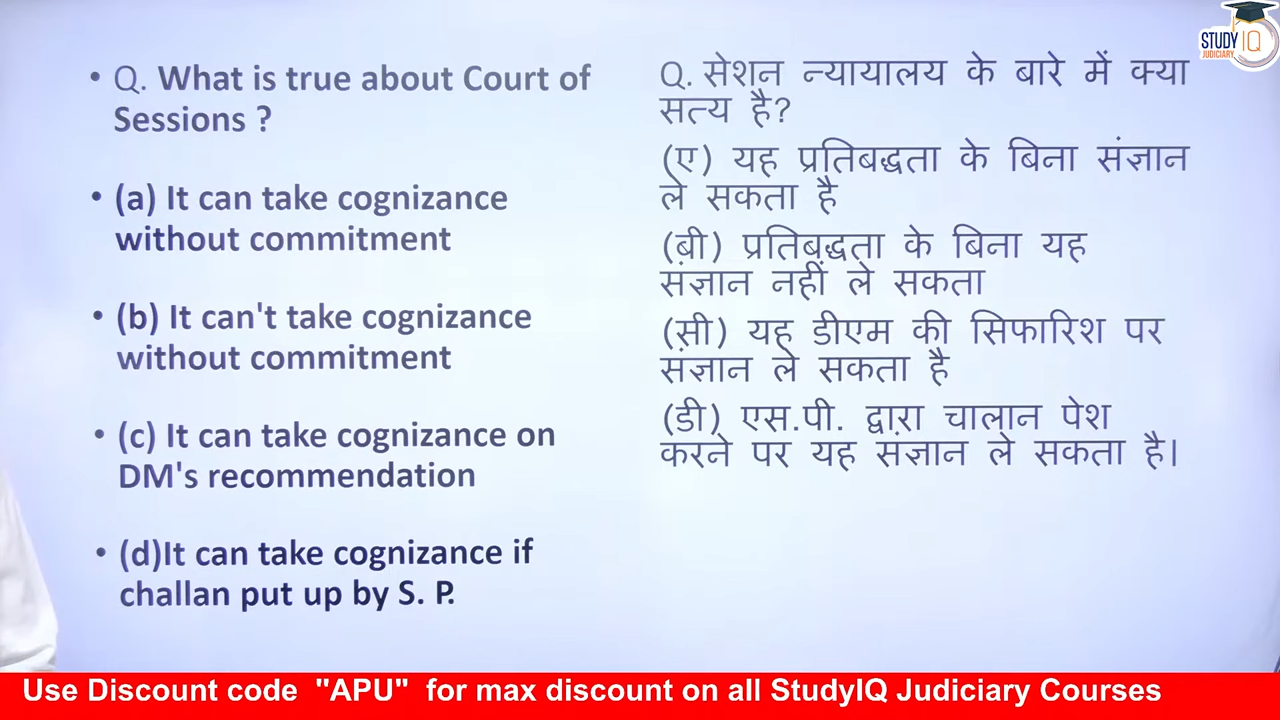 STUDY IQ
JUDICIARY
• Q. What is true about Court of
Sessions ?
• (a) It can take cognizance
without commitment
• (b) It can't take cognizance
without commitment
• (c) It can take cognizance on
DM's recommendation
• (d)It can take cognizance if
challan put up by S. P.
Q. सेशन न्यायालय के बारे में क्या
सत्य है?
(ए) यह प्रतिबद्धता के बिना संज्ञान
ले सकता है
(बी) प्रतिबद्धता के बिना यह
संज्ञान नहीं ले सकता
(सी) यह डीएम की सिफारिश पर
संज्ञान ले सकता है
(डी) एस.पी. द्वारा चालान पेश
करने पर यह संज्ञान ले सकता है।
Use Discount code "APU" for max discount on all StudyIQ Judiciary Courses